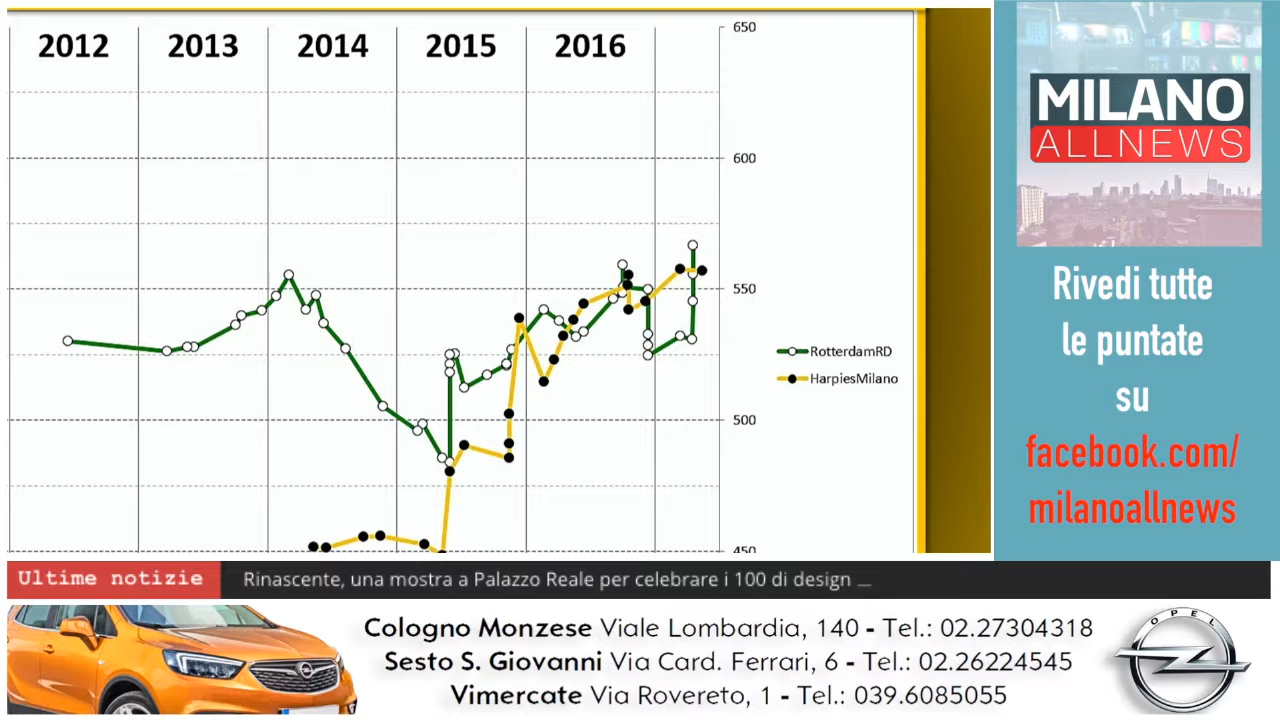 2012 2013 2014 2015 2016
650
600
550
500
450
RotterdamRD
HarpiesMilano
MILANO
ALLNEWS
Rivedi tutte
le puntate
su
facebook.com/
milanoallnews
Ultime notizie Rinascente, una mostra a Palazzo Reale per celebrare i 100 di design _
Cologno Monzese Viale Lombardia, 140 - Tel.: 02.27304318
Sesto S. Giovanni Via Card. Ferrari, 6 - Tel.: 02.26224545
Vimercate Via Rovereto, 1 - Tel.: 039.6085055
OPEL